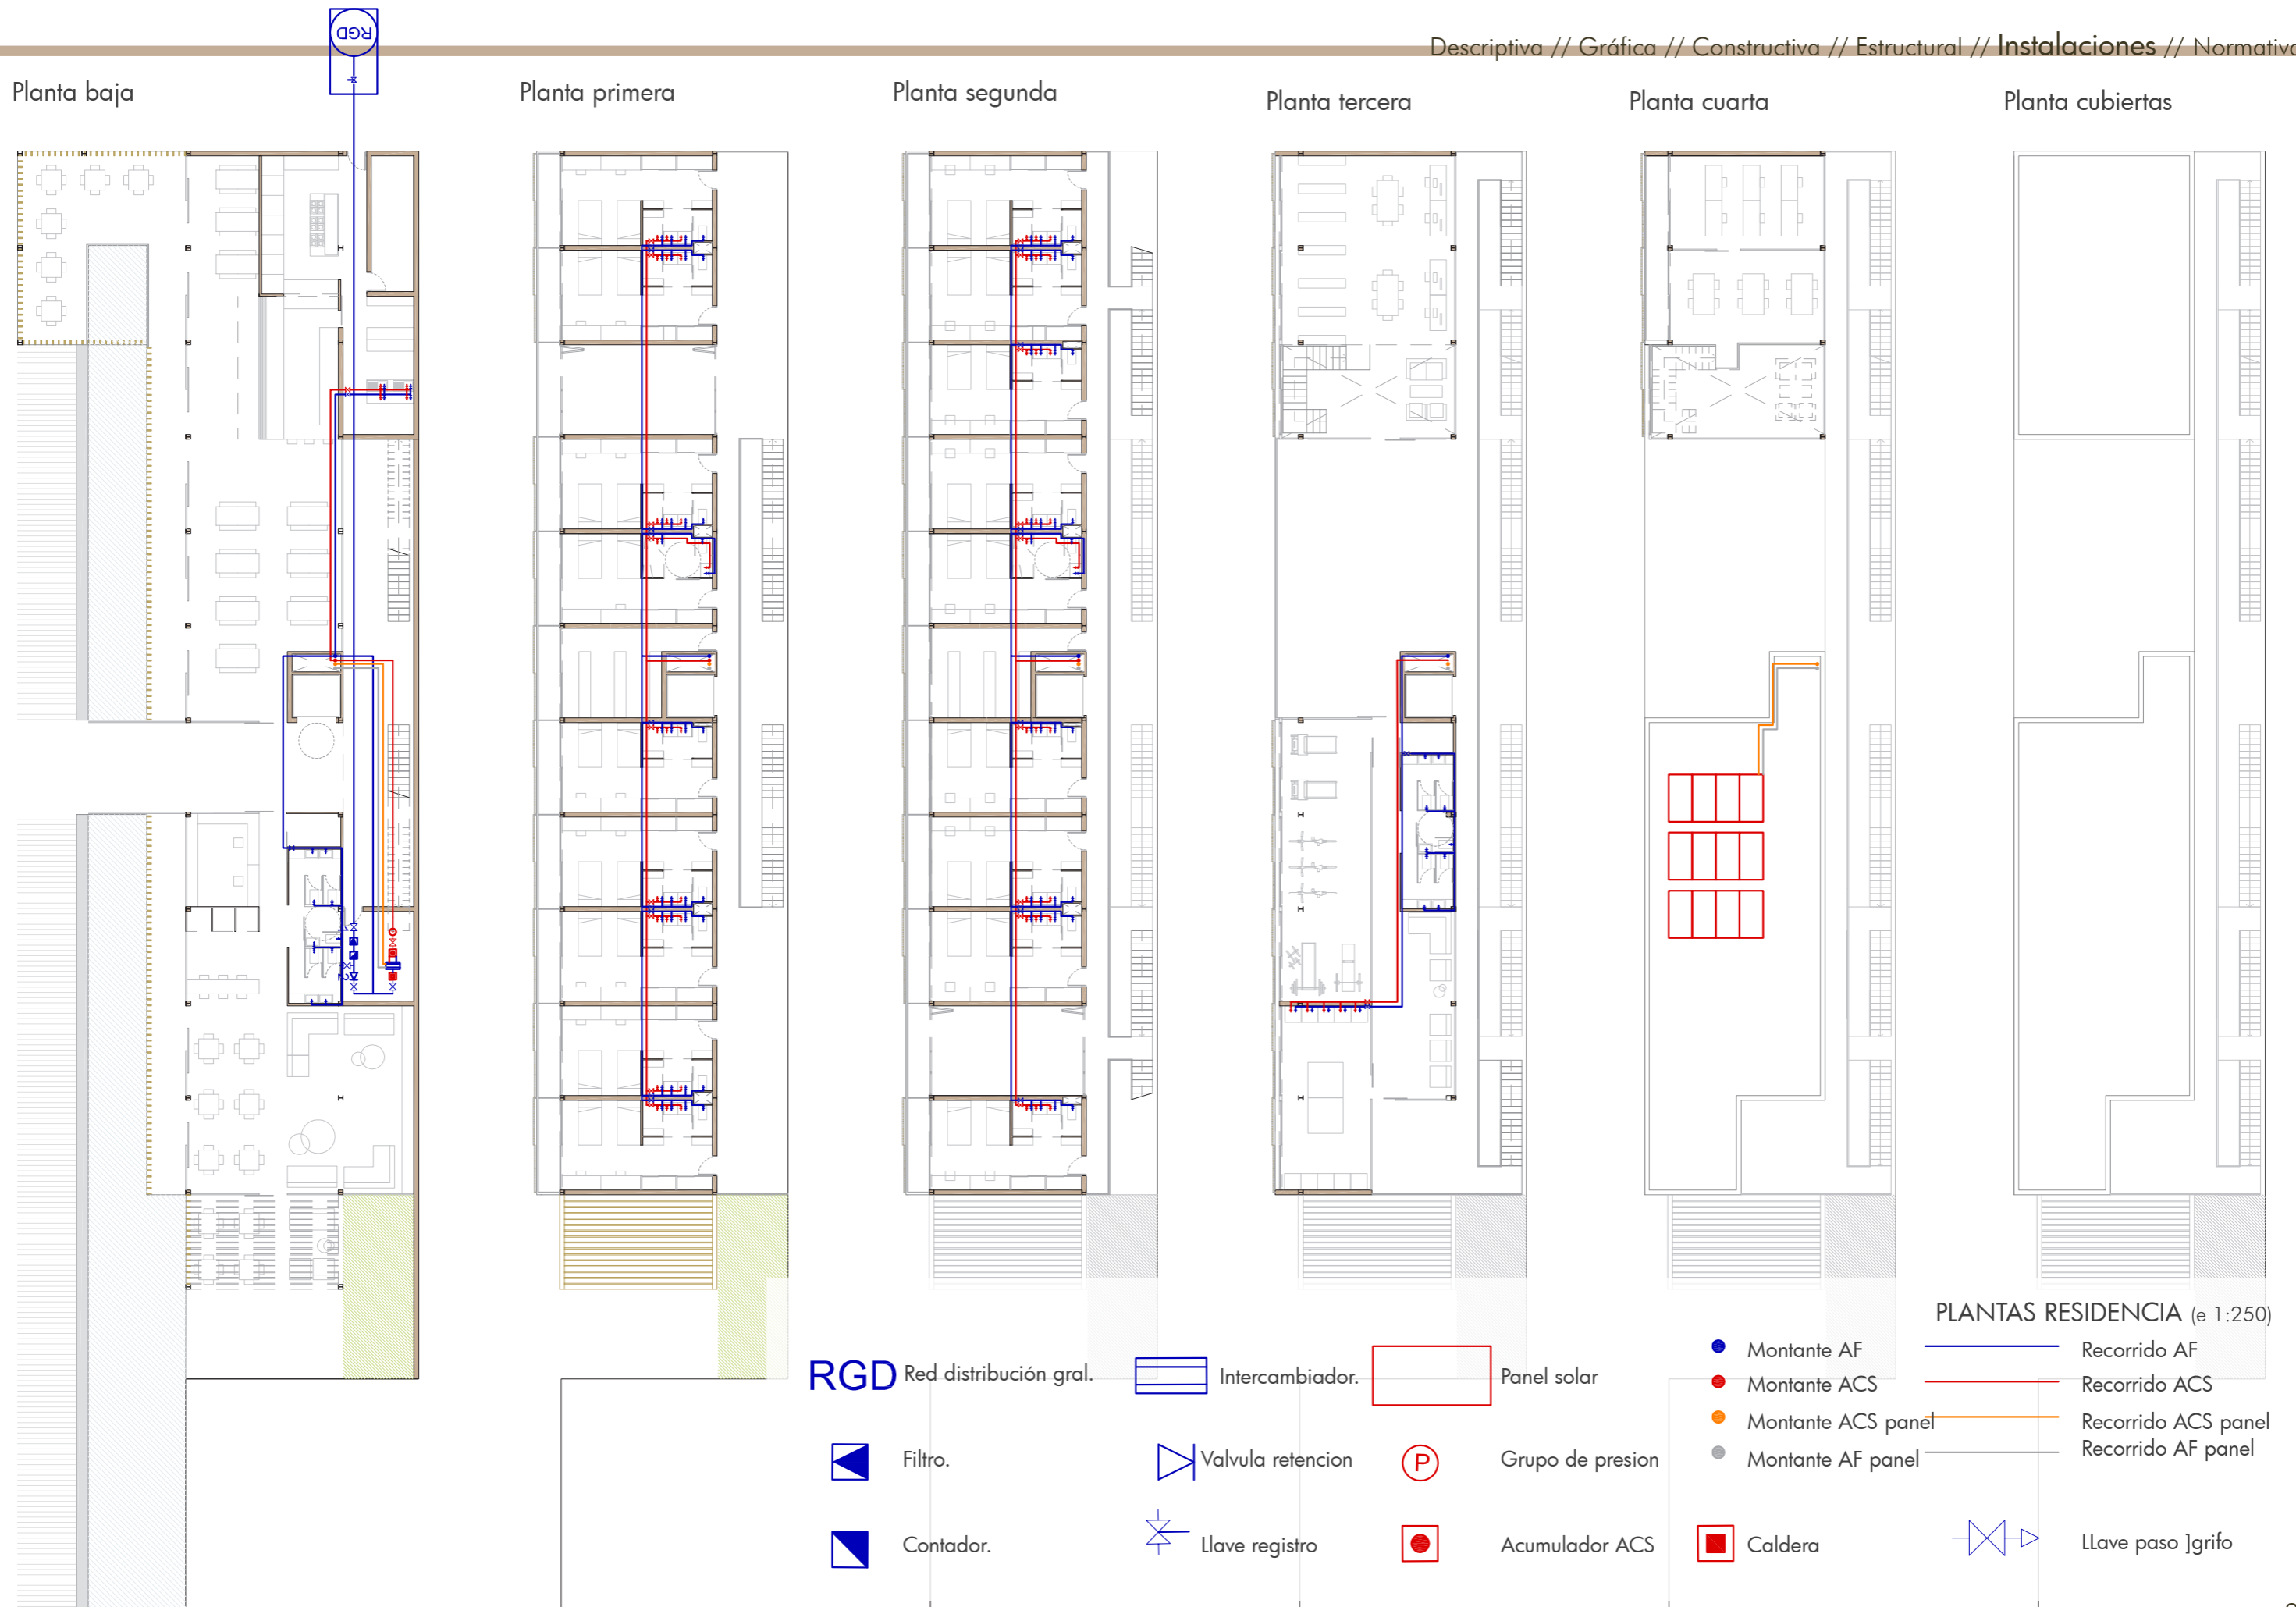 RGD
Descriptiva // Gráfica // Constructiva // Estructural // Instalaciones // Normativa
Planta baja
Planta primera
Planta segunda
Planta tercera
Planta cuarta
Planta cubiertas
PLANTAS RESIDENCIA (e 1:250)
RGD Red distribución gral.
Intercambiador.
Panel solar
Montante AF
Recorrido AF
Montante ACS
Recorrido ACS
Montante ACS panel
Recorrido ACS panel
Montante AF panel
Recorrido AF panel
Filtro.
Valvula retencion
P
Grupo de presion
Contador.
Llave registro
Acumulador ACS
Caldera
LLave paso ]grifo